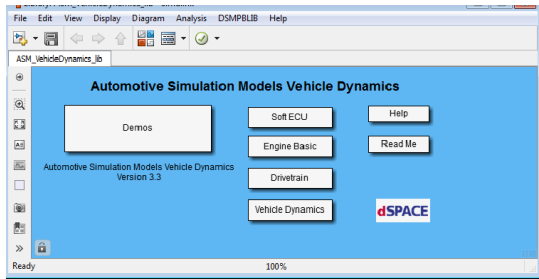 File Edit View Display Diagram Analysis DSMPBLIB Help
ASM_VehicleDynamics_lib
Automotive Simulation Models Vehicle Dynamics
Demos
Soft ECU
Help
Engine Basic
Read Me
Automotive Simulation Models Vehicle Dynamics
Version 3.3
Drivetrain
Vehicle Dynamics
dSPACE
Ready 100%